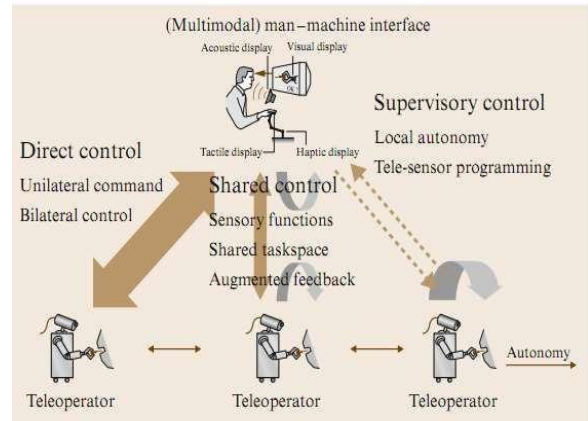 (Multimodal) man–machine interface
Acoustic display
Visual display
OK ?
Tactile display
Haptic display
Supervisory control
Local autonomy
Tele-sensor programming
Direct control
Unilateral command
Bilateral control
Shared control
Sensory functions
Shared taskspace
Augmented feedback
Autonomy
Teleoperator
Teleoperator
Teleoperator